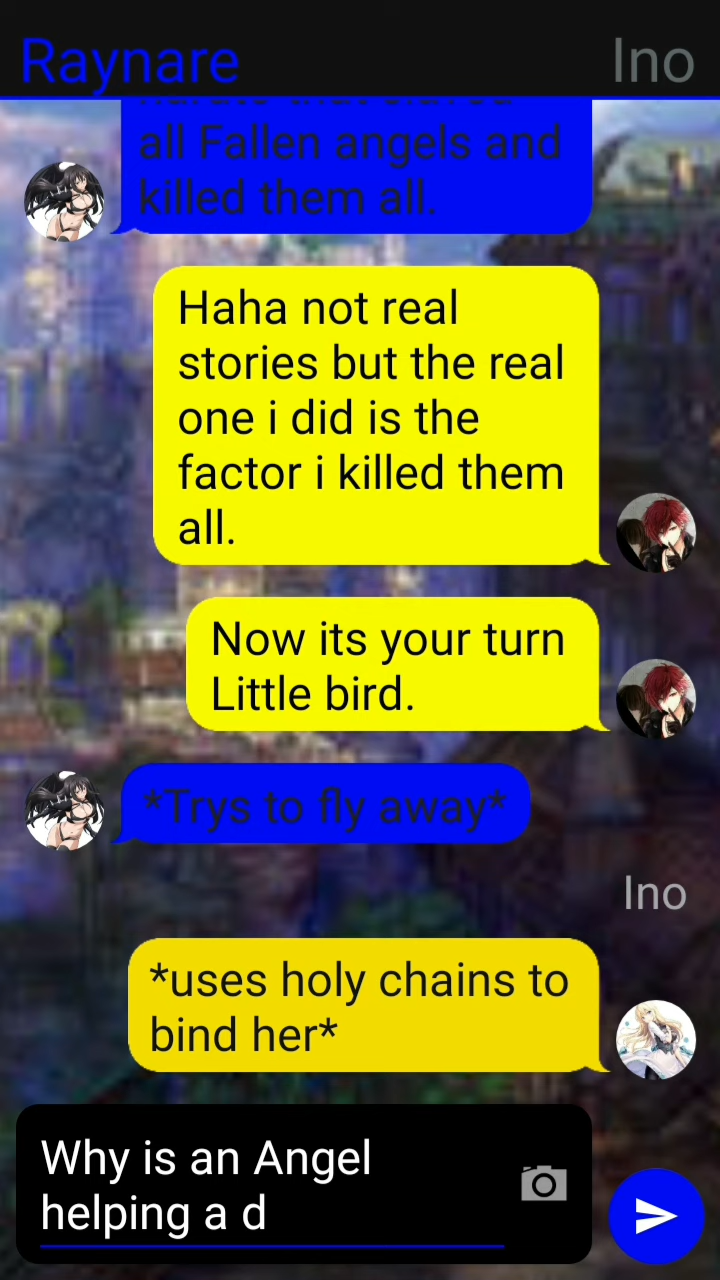 Raynare Ino
all Fallen angels and
killed them all.
Haha not real
stories but the real
one i did is the
factor i killed them
all.
Now its your turn
Little bird.
*Trys to fly away*
Ino
*uses holy chains to
bind her*
Why is an Angel
helping a d